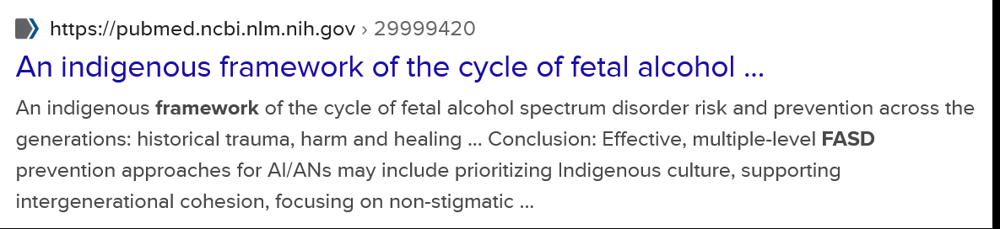 https://pubmed.ncbi.nlm.nih.gov › 29999420
An indigenous framework of the cycle of fetal alcohol ...
An indigenous framework of the cycle of fetal alcohol spectrum disorder risk and prevention across the
generations: historical trauma, harm and healing ... Conclusion: Effective, multiple-level FASD
prevention approaches for AI/ANs may include prioritizing Indigenous culture, supporting
intergenerational cohesion, focusing on non-stigmatic ...